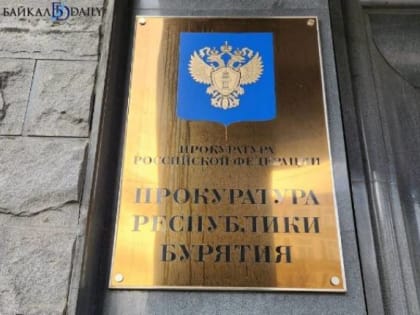 БАЙКАЛ DAILY
ПРОКУРАТУРА
РОССИЙСКОЙ ФЕДЕРАЦИИ
ПРОКУРАТУРА
РЕСПУБЛИКИ
БУРЯТИЯ